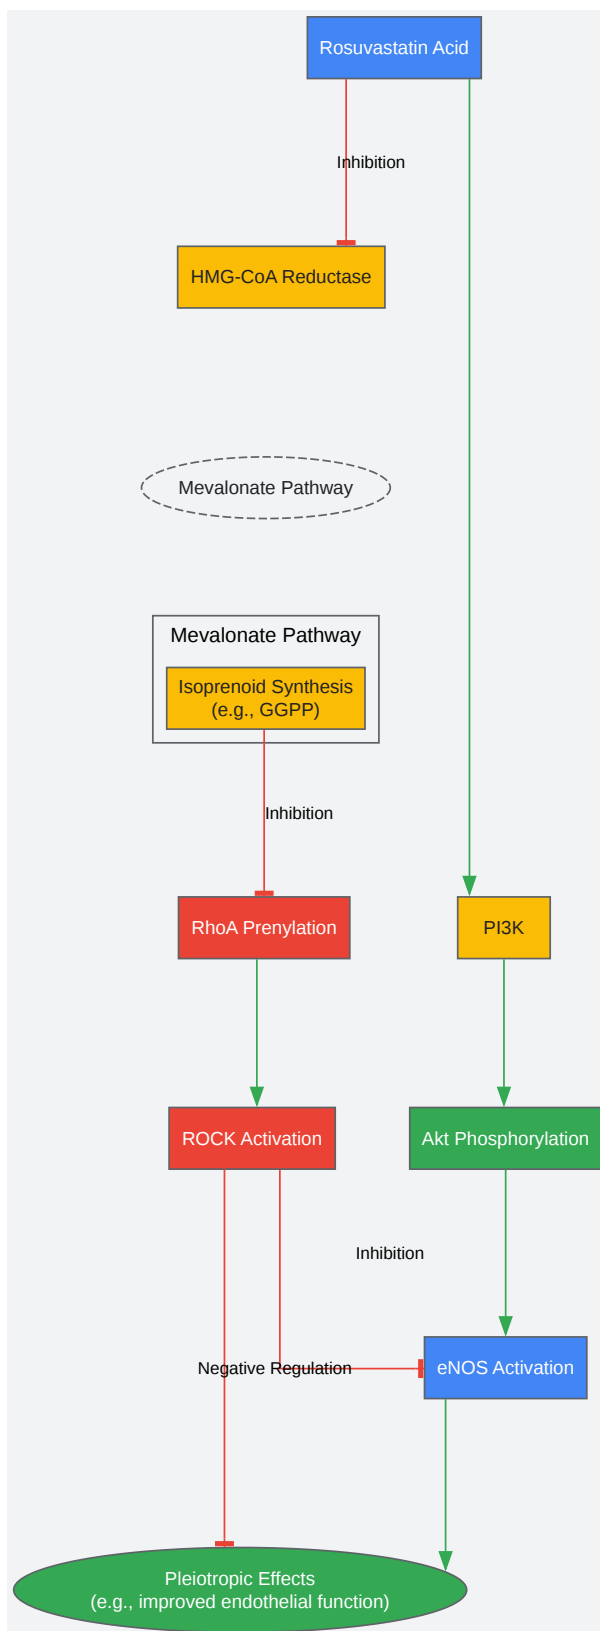 Rosuvastatin Acid
Inhibition
HMG-CoA Reductase
Mevalonate Pathway
Mevalonate Pathway
Isoprenoid Synthesis
(e.g., GGPP)
Inhibition
RhoA Prenylation
PI3K
ROCK Activation
Akt Phosphorylation
Inhibition
Negative Regulation
eNOS Activation
Pleiotropic Effects
(e.g., improved endothelial function)